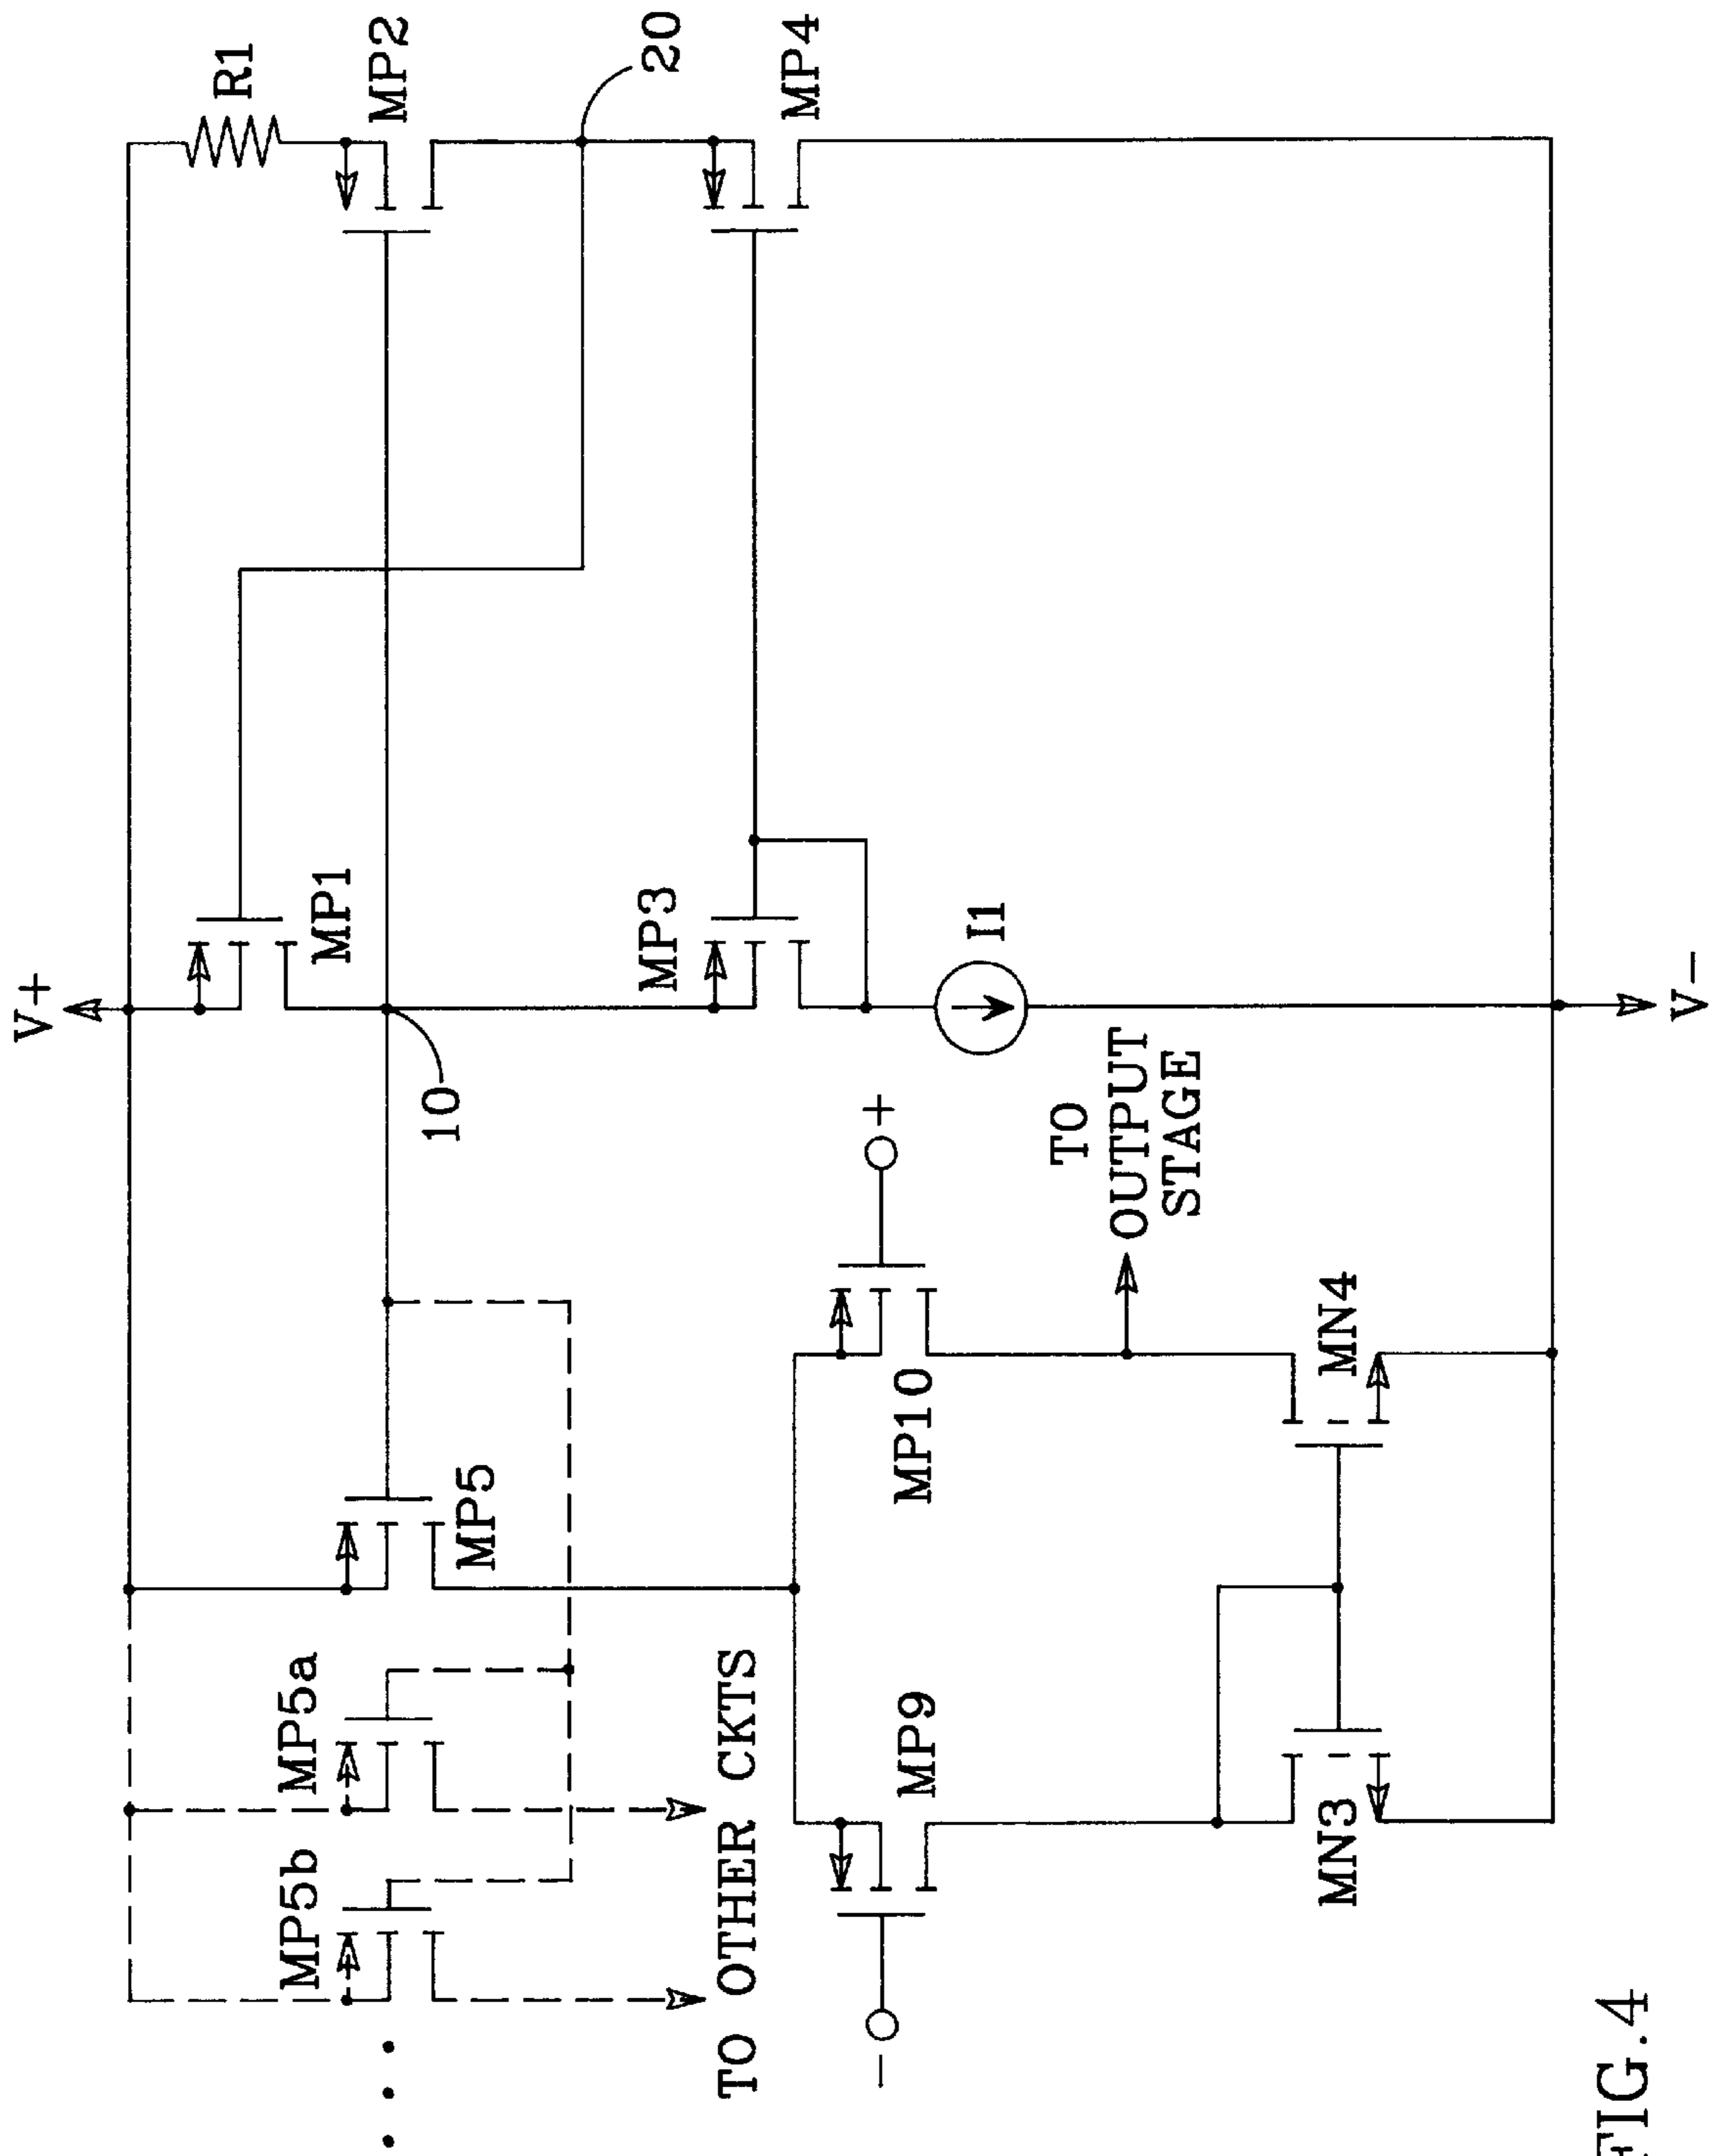 V+
R1
MP2
20
MP4
MP1
MP3
I1
10
V-
+
TO
OUTPUT
STAGE
MP5
MP10
MN4
MP5a
MP5b
TO OTHER CKTS
MP9
MN3
-
FIG.4